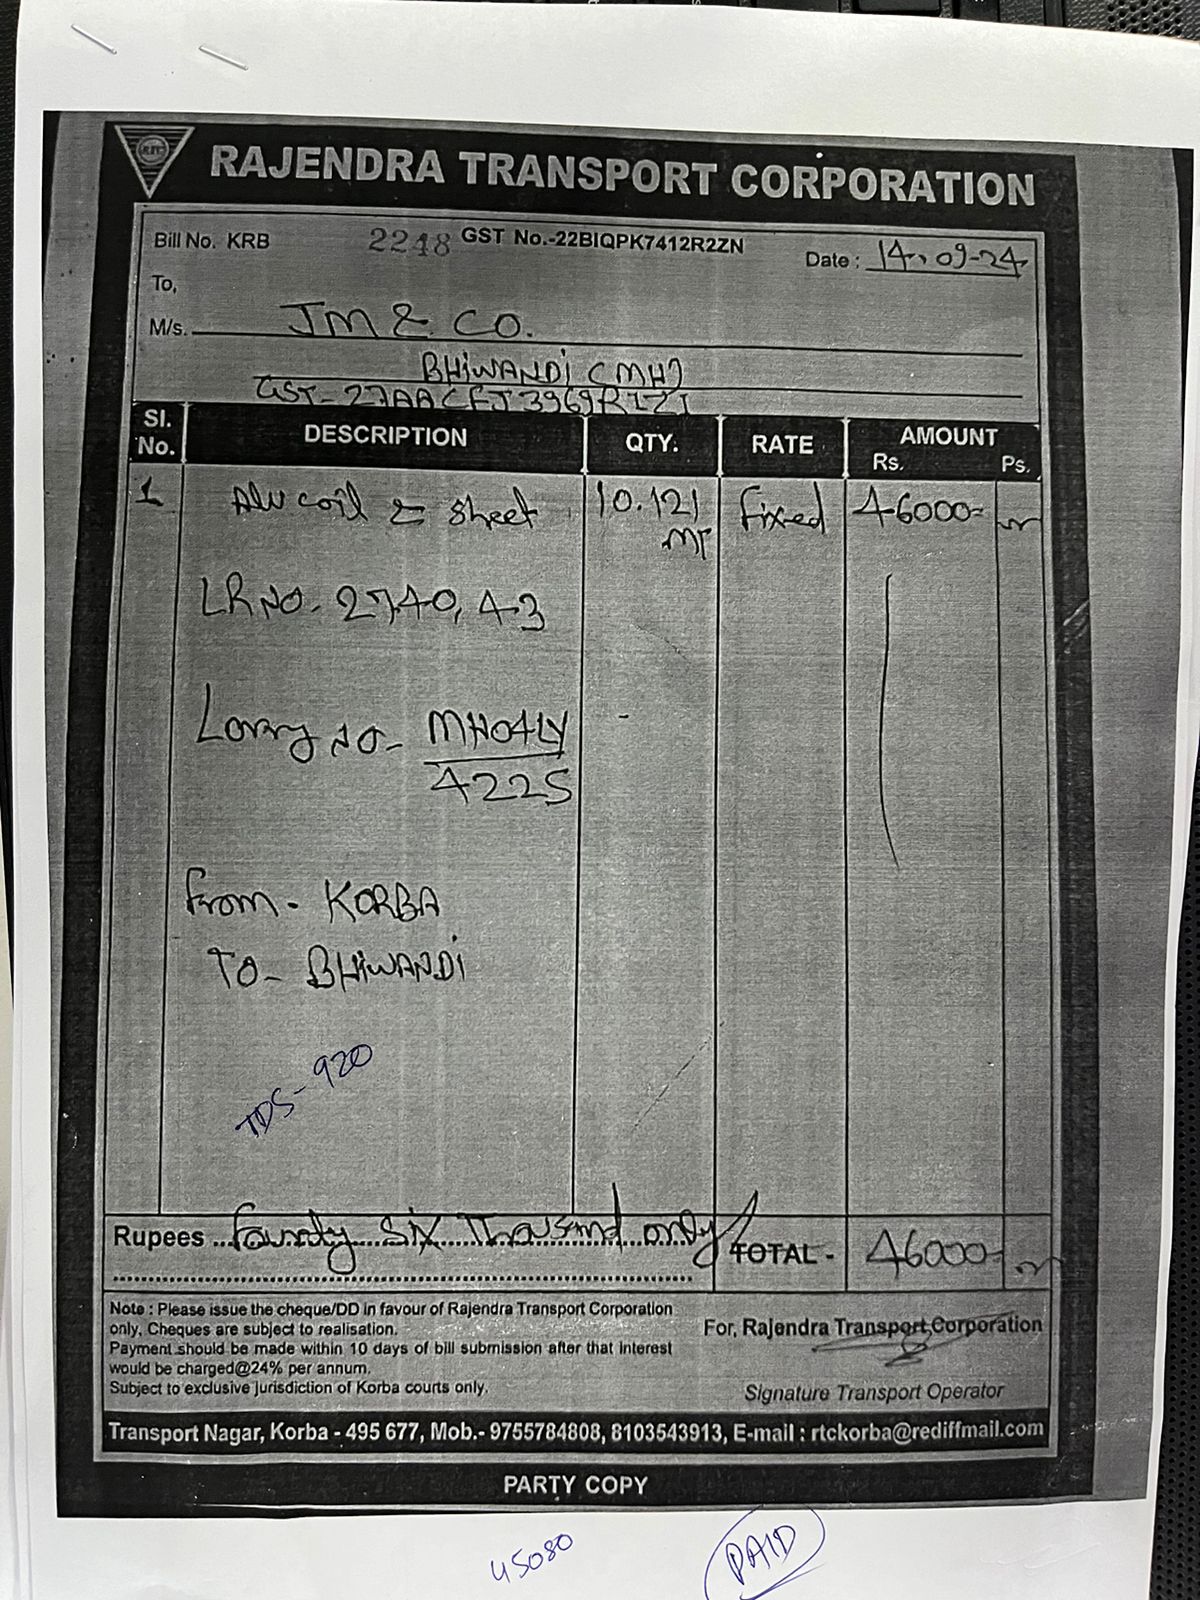 RTC
RAJENDRA TRANSPORT CORPORATION
Bill No. KRB 2248 GST No.-22BIQPK7412R2ZN
Date : 14-09-24
To,
M/s. JM & CO.
BHiWANDi (MH)
GST-27AACFJ3969R1ZI
Sl. No. DESCRIPTION QTY. RATE AMOUNT Rs. Ps.
1 Alu coil & sheet 10.121 MT fixed 46000=
LR NO. 2740, 43
Lorry NO- MH04LY
4225
from - KORBA
TO- BHiWANDi
TDS-920
Rupees fourty six Thousand only TOTAL - 46000=
Note : Please issue the cheque/DD in favour of Rajendra Transport Corporation
only, Cheques are subject to realisation.
Payment should be made within 10 days of bill submission after that interest
would be charged@24% per annum.
Subject to exclusive jurisdiction of Korba courts only.
For, Rajendra Transport Corporation
Signature Transport Operator
Transport Nagar, Korba - 495 677, Mob.- 9755784808, 8103543913, E-mail : rtckorba@rediffmail.com
PARTY COPY
45080
PAID